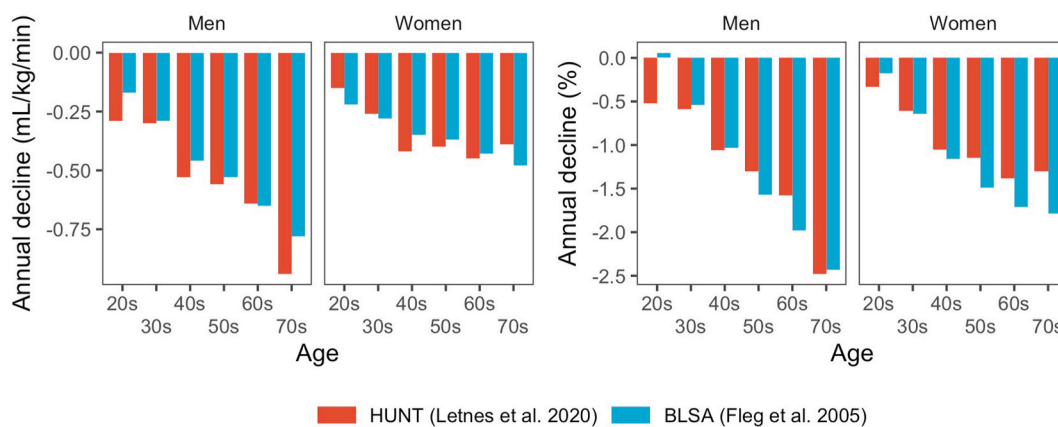 Men
Women
Annual decline (mL/kg/min)
0.00
-0.25
-0.50
-0.75
20s
30s
40s
50s
60s
70s
20s
30s
40s
50s
60s
70s
Age
Men
Women
Annual decline (%)
0.0
-0.5
-1.0
-1.5
-2.0
-2.5
20s
30s
40s
50s
60s
70s
20s
30s
40s
50s
60s
70s
Age
HUNT (Letnes et al. 2020)
BLSA (Fleg et al. 2005)